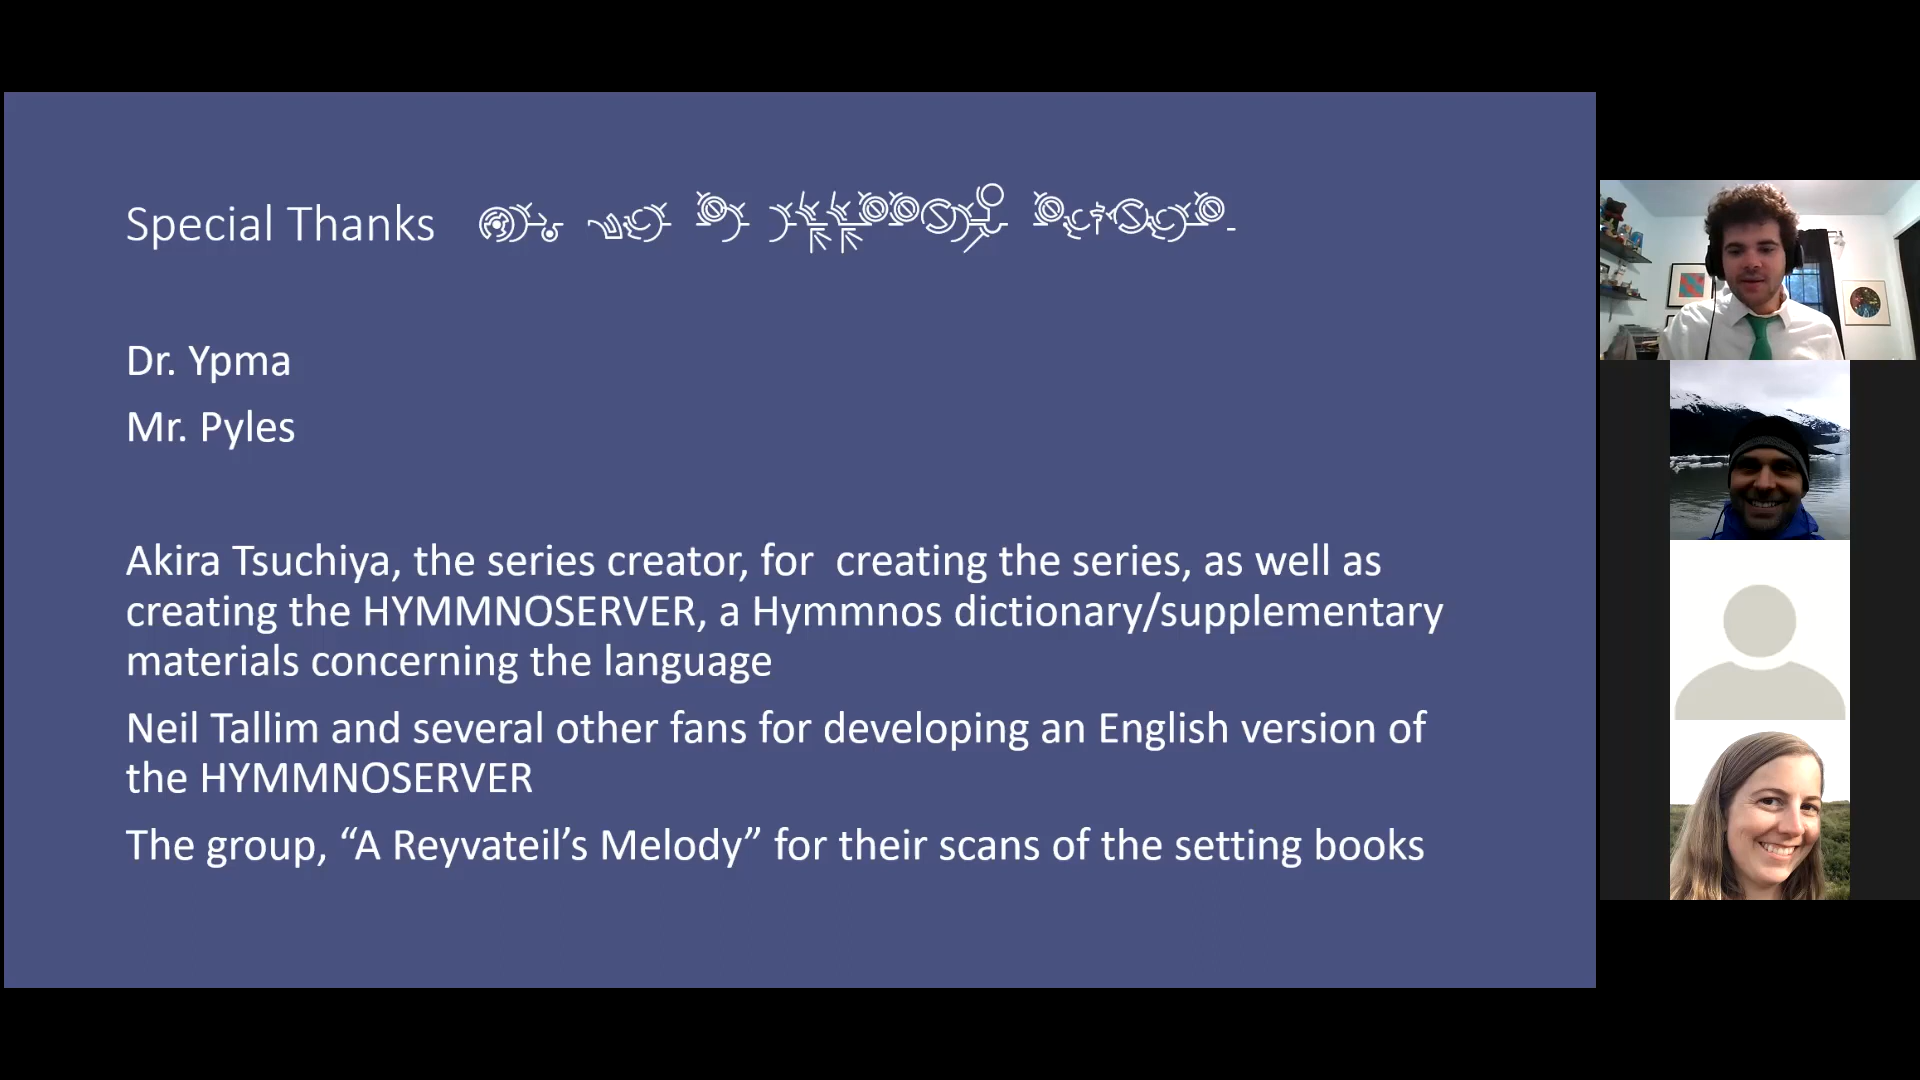 Special Thanks
Dr. Ypma
Mr. Pyles
Akira Tsuchiya, the series creator, for  creating the series, as well as
creating the HYMMNOSERVER, a Hymmnos dictionary/supplementary
materials concerning the language
Neil Tallim and several other fans for developing an English version of
the HYMMNOSERVER
The group, “A Reyvateil’s Melody” for their scans of the setting books